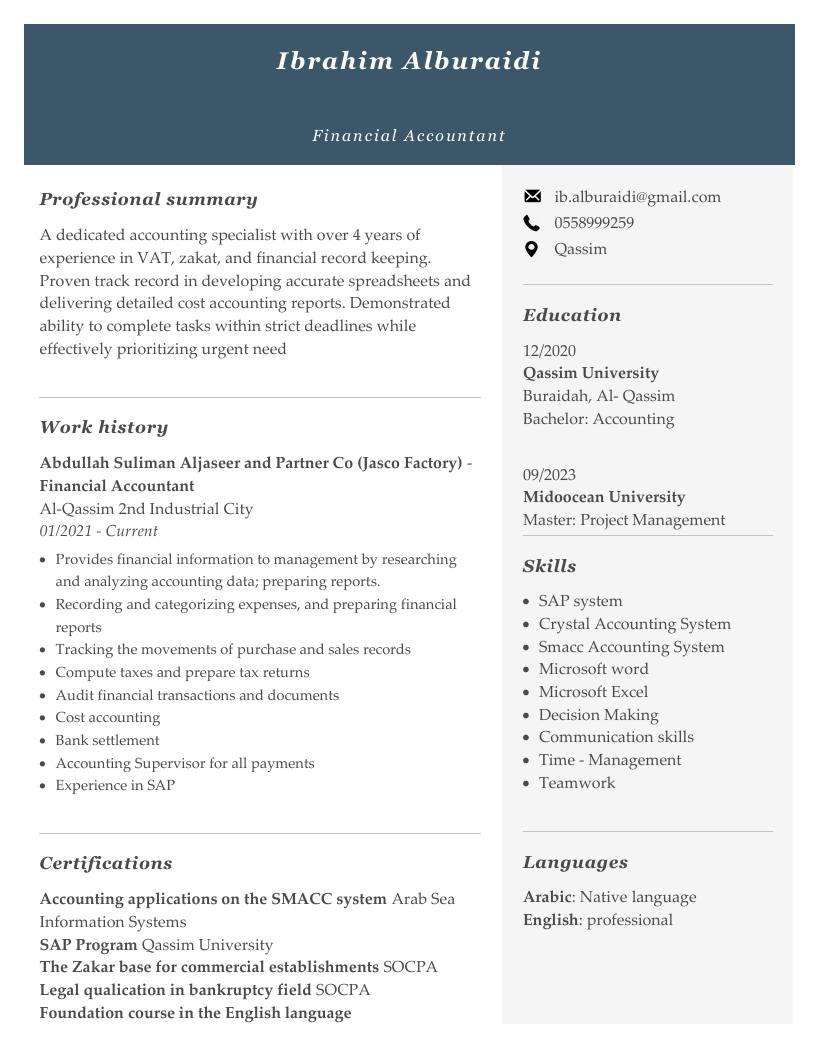 Ibrahim Alburaidi
Financial Accountant
Professional summary
A dedicated accounting specialist with over 4 years of
experience in VAT, zakat, and financial record keeping.
Proven track record in developing accurate spreadsheets and
delivering detailed cost accounting reports. Demonstrated
ability to complete tasks within strict deadlines while
effectively prioritizing urgent need
Work history
Abdullah Suliman Aljaseer and Partner Co (Jasco Factory) -
Financial Accountant
Al-Qassim 2nd Industrial City
01/2021 - Current
• Provides financial information to management by researching
and analyzing accounting data; preparing reports.
• Recording and categorizing expenses, and preparing financial
reports
• Tracking the movements of purchase and sales records
• Compute taxes and prepare tax returns
• Audit financial transactions and documents
• Cost accounting
• Bank settlement
• Accounting Supervisor for all payments
• Experience in SAP
Certifications
Accounting applications on the SMACC system Arab Sea
Information Systems
SAP Program Qassim University
The Zakar base for commercial establishments SOCPA
Legal qualication in bankruptcy field SOCPA
Foundation course in the English language
ib.alburaidi@gmail.com
0558999259
Qassim
Education
12/2020
Qassim University
Buraidah, Al- Qassim
Bachelor: Accounting
09/2023
Midoocean University
Master: Project Management
Skills
• SAP system
• Crystal Accounting System
• Smacc Accounting System
• Microsoft word
• Microsoft Excel
• Decision Making
• Communication skills
• Time - Management
• Teamwork
Languages
Arabic: Native language
English: professional